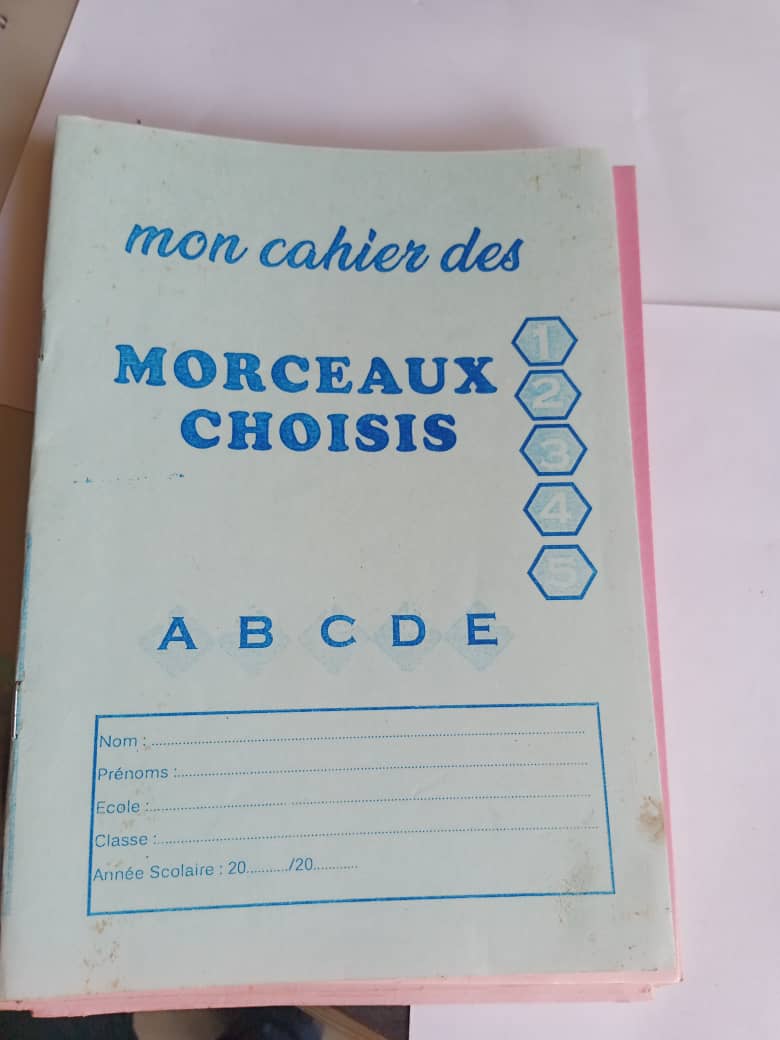 mon cahier des
MORCEAUX
CHOISIS
1
2
3
4
5
A B C D E
Nom :
Prénoms :
Ecole :
Classe :
Année Scolaire : 20........../20..........